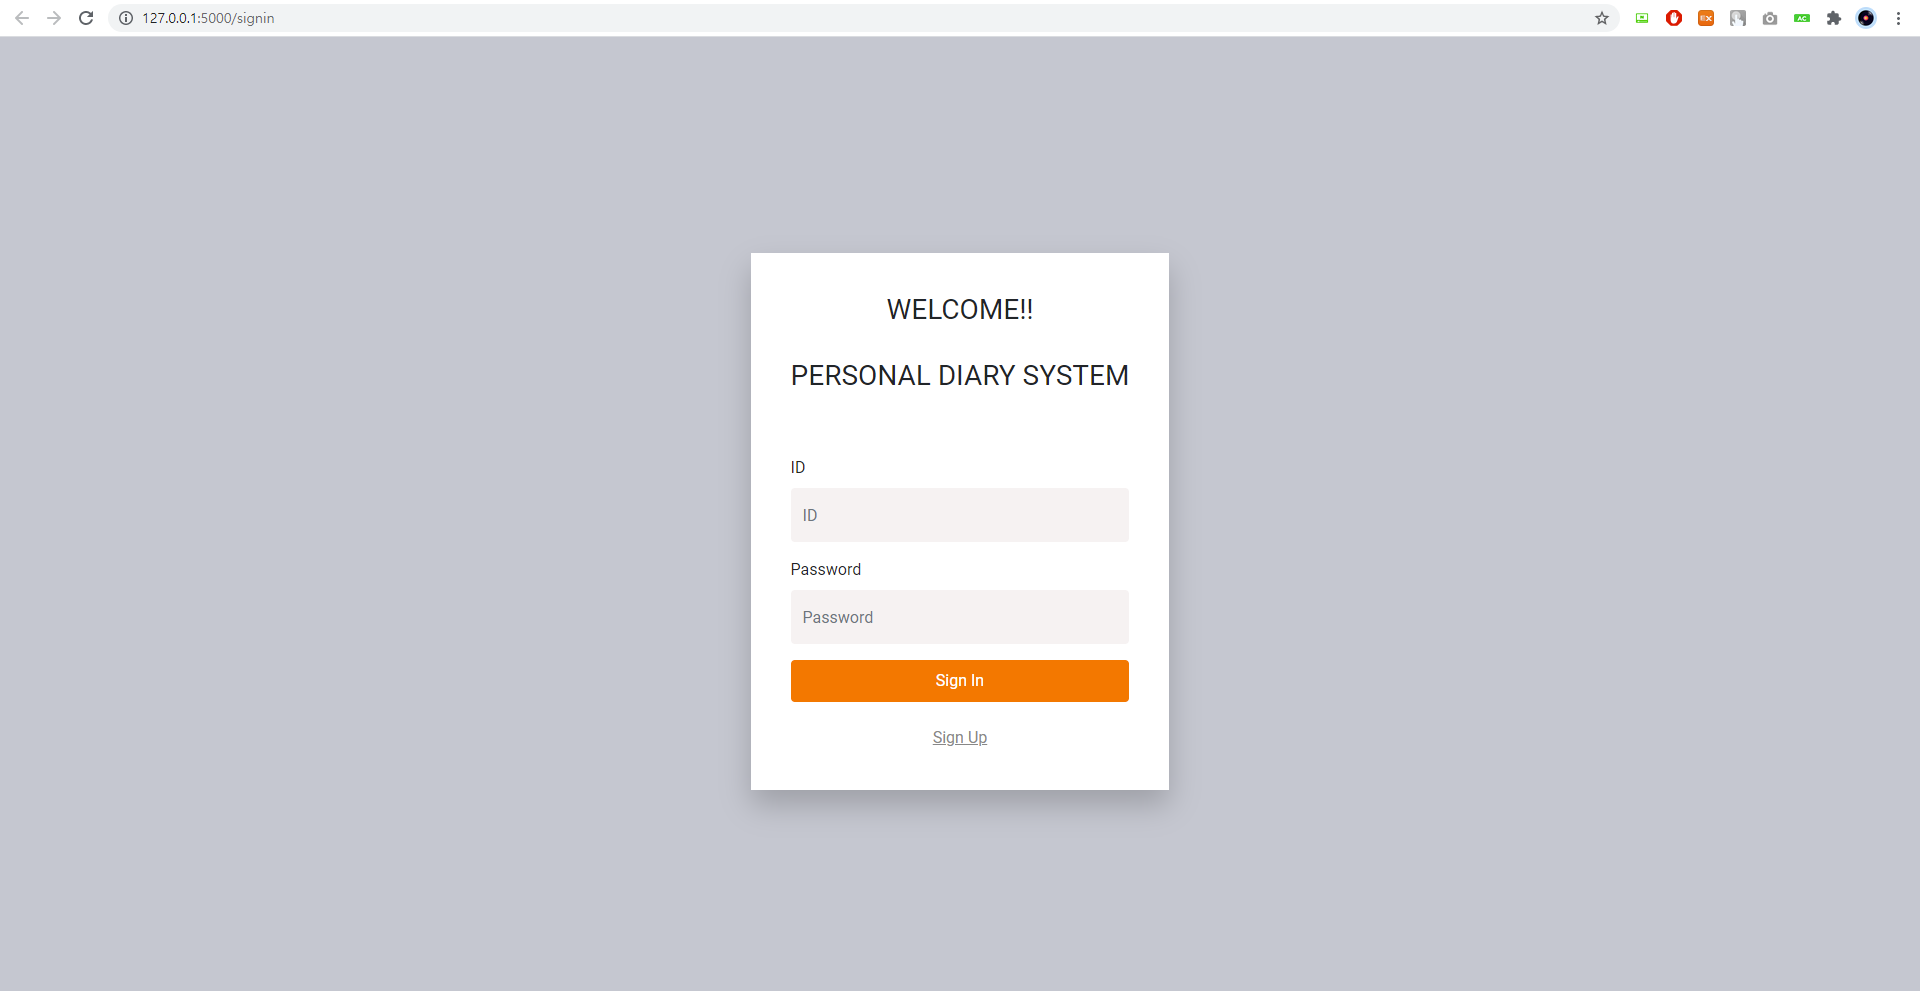 127.0.0.1:5000/signin
WELCOME!!
PERSONAL DIARY SYSTEM
ID
ID
Password
Password
Sign In
Sign Up